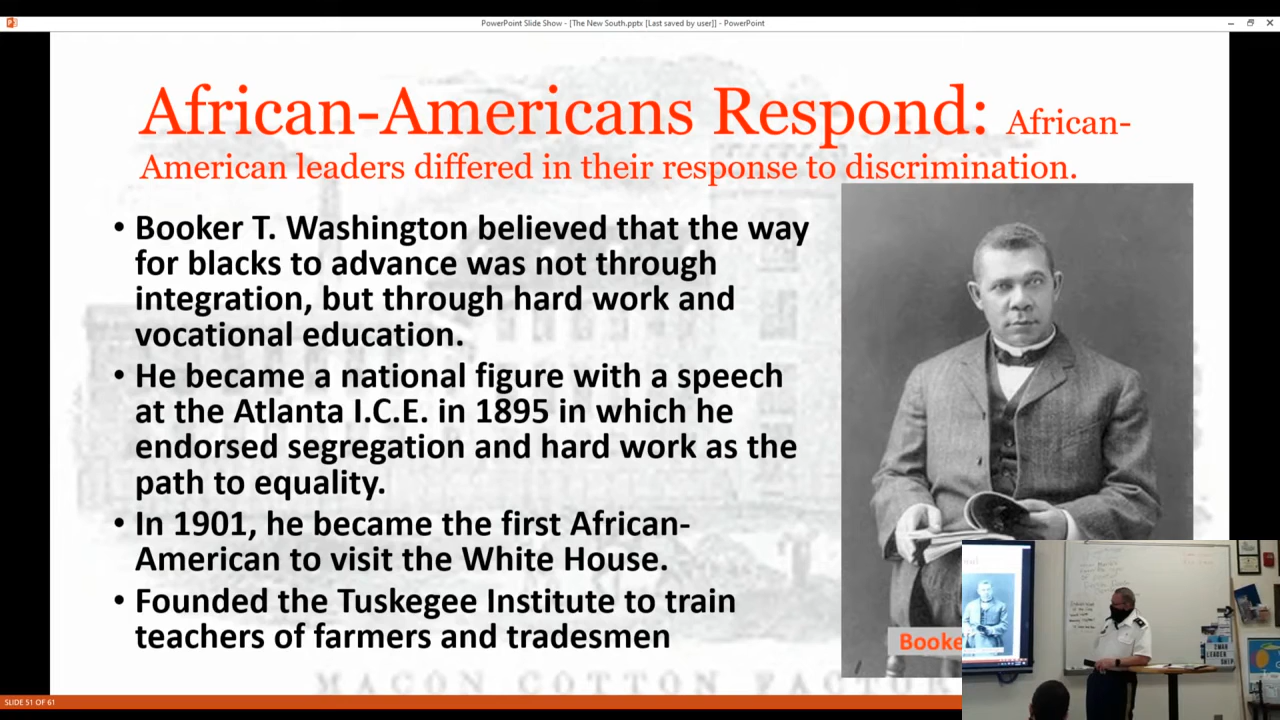 PowerPoint Slide Show - [The New South.pptx [Last saved by user]] - PowerPoint
African-Americans Respond: African-
American leaders differed in their response to discrimination.
• Booker T. Washington believed that the way
for blacks to advance was not through
integration, but through hard work and
vocational education.
• He became a national figure with a speech
at the Atlanta I.C.E. in 1895 in which he
endorsed segregation and hard work as the
path to equality.
• In 1901, he became the first African-
American to visit the White House.
• Founded the Tuskegee Institute to train
teachers of farmers and tradesmen
Booke
COTTON FACTOR
SLIDE 51 OF 61